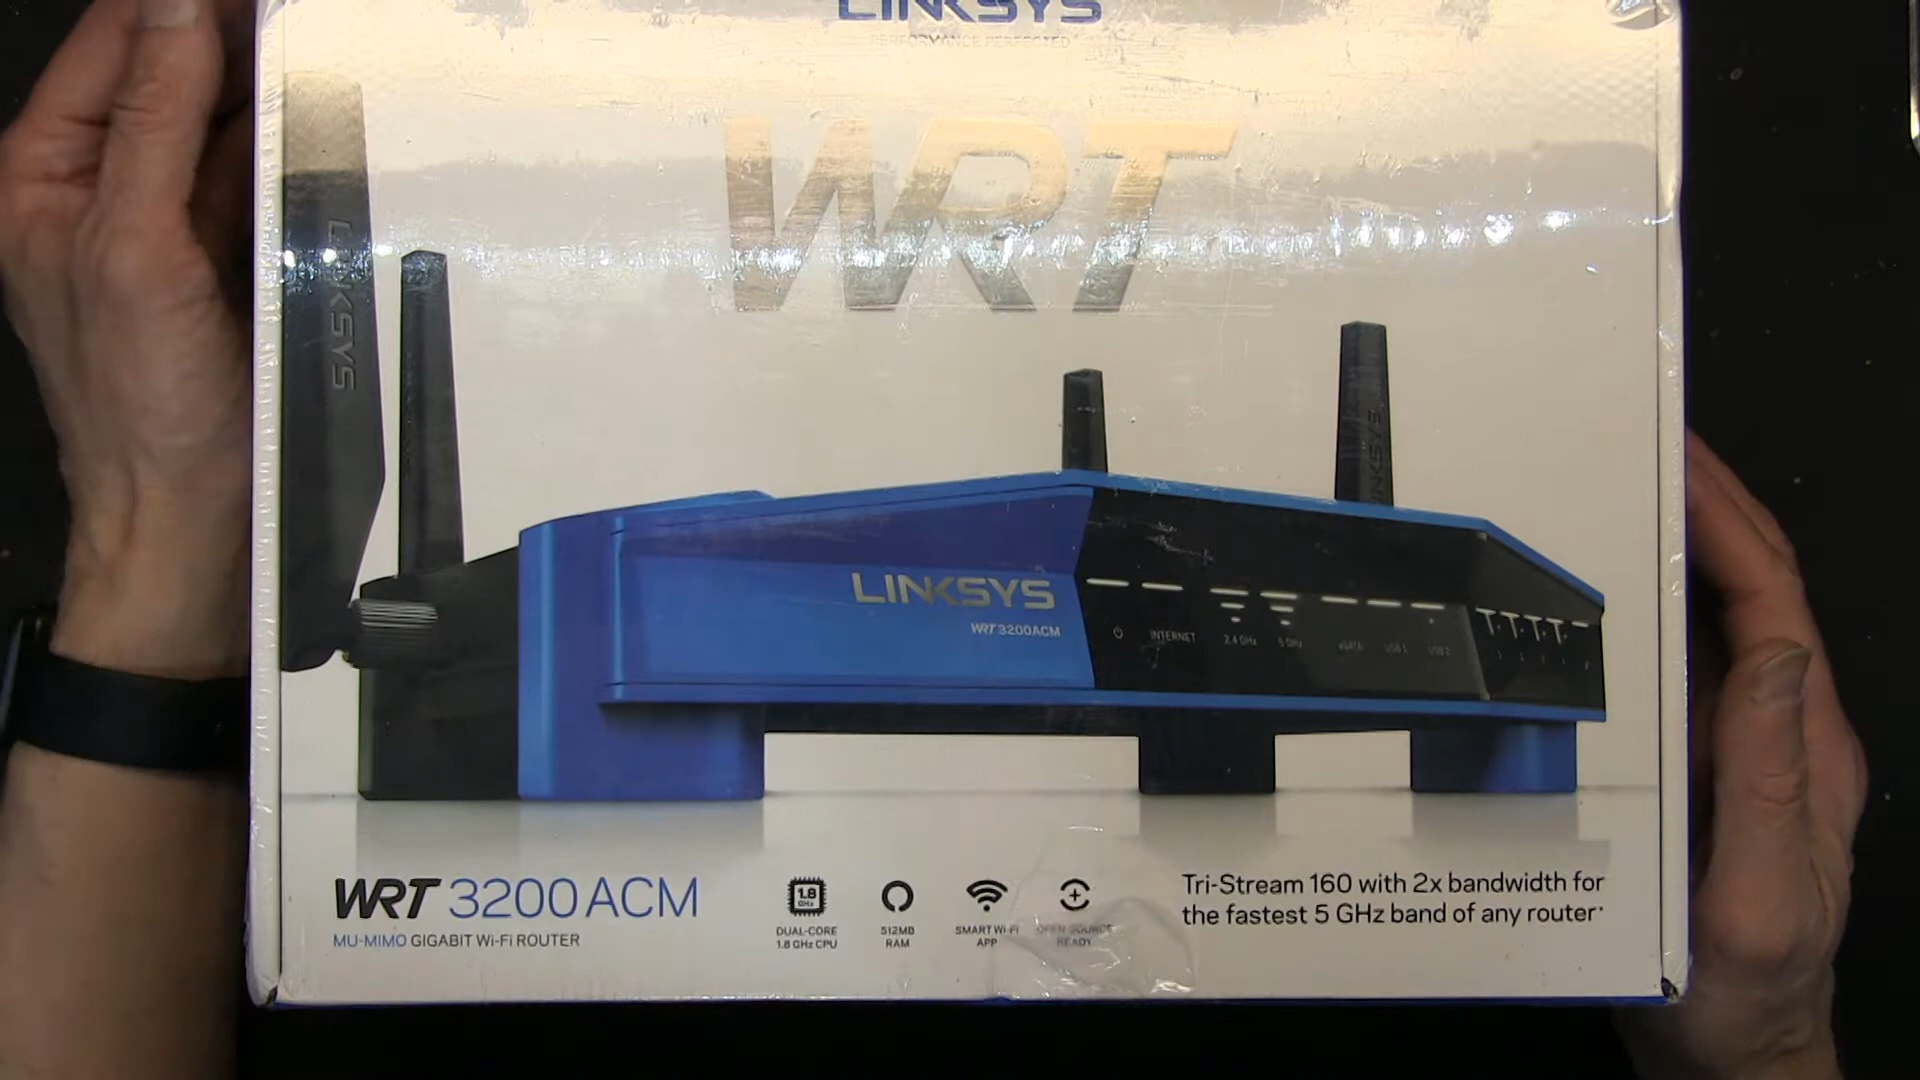 LINKSYS
PERFORMANCE PERFECTED
WRT
LINKSYS
LINKSYS
LINKSYS
WRT3200ACM
INTERNET
2.4 GHz
5 GHz
eSATA
USB 1
USB 2
WRT 3200ACM
MU-MIMO GIGABIT Wi-Fi ROUTER
1.8
GHz
DUAL-CORE
1.8 GHz CPU
512MB
RAM
SMART Wi-Fi
APP
OPEN SOURCE
READY
Tri-Stream 160 with 2x bandwidth for
the fastest 5 GHz band of any router*